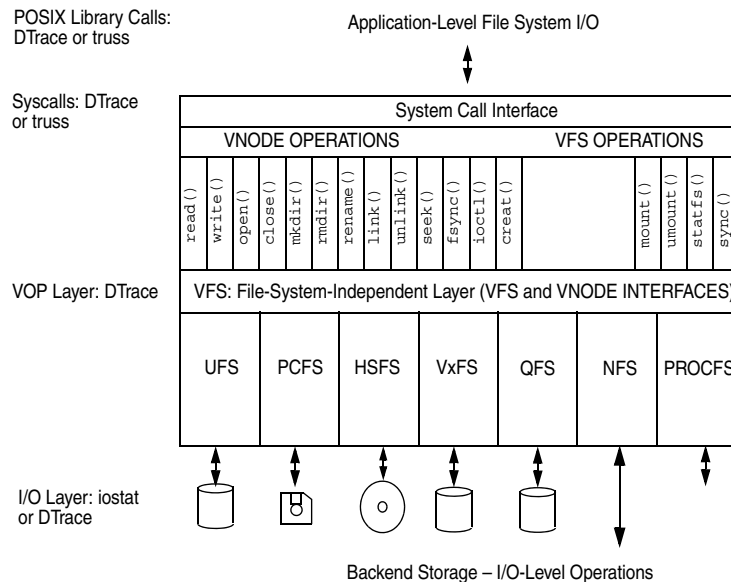 POSIX Library Calls:
DTrace or truss
Application-Level File System I/O
Syscalls: DTrace
or truss
System Call Interface
VNODE OPERATIONS
VFS OPERATIONS
read()
write()
open()
close()
mkdir()
rmdir()
rename()
link()
unlink()
seek()
fsync()
ioctl()
creat()
mount()
umount()
statfs()
sync()
VOP Layer: DTrace
VFS: File-System-Independent Layer (VFS and VNODE INTERFACES)
UFS
PCFS
HSFS
VxFS
QFS
NFS
PROCFS
I/O Layer: iostat
or DTrace
Backend Storage – I/O-Level Operations